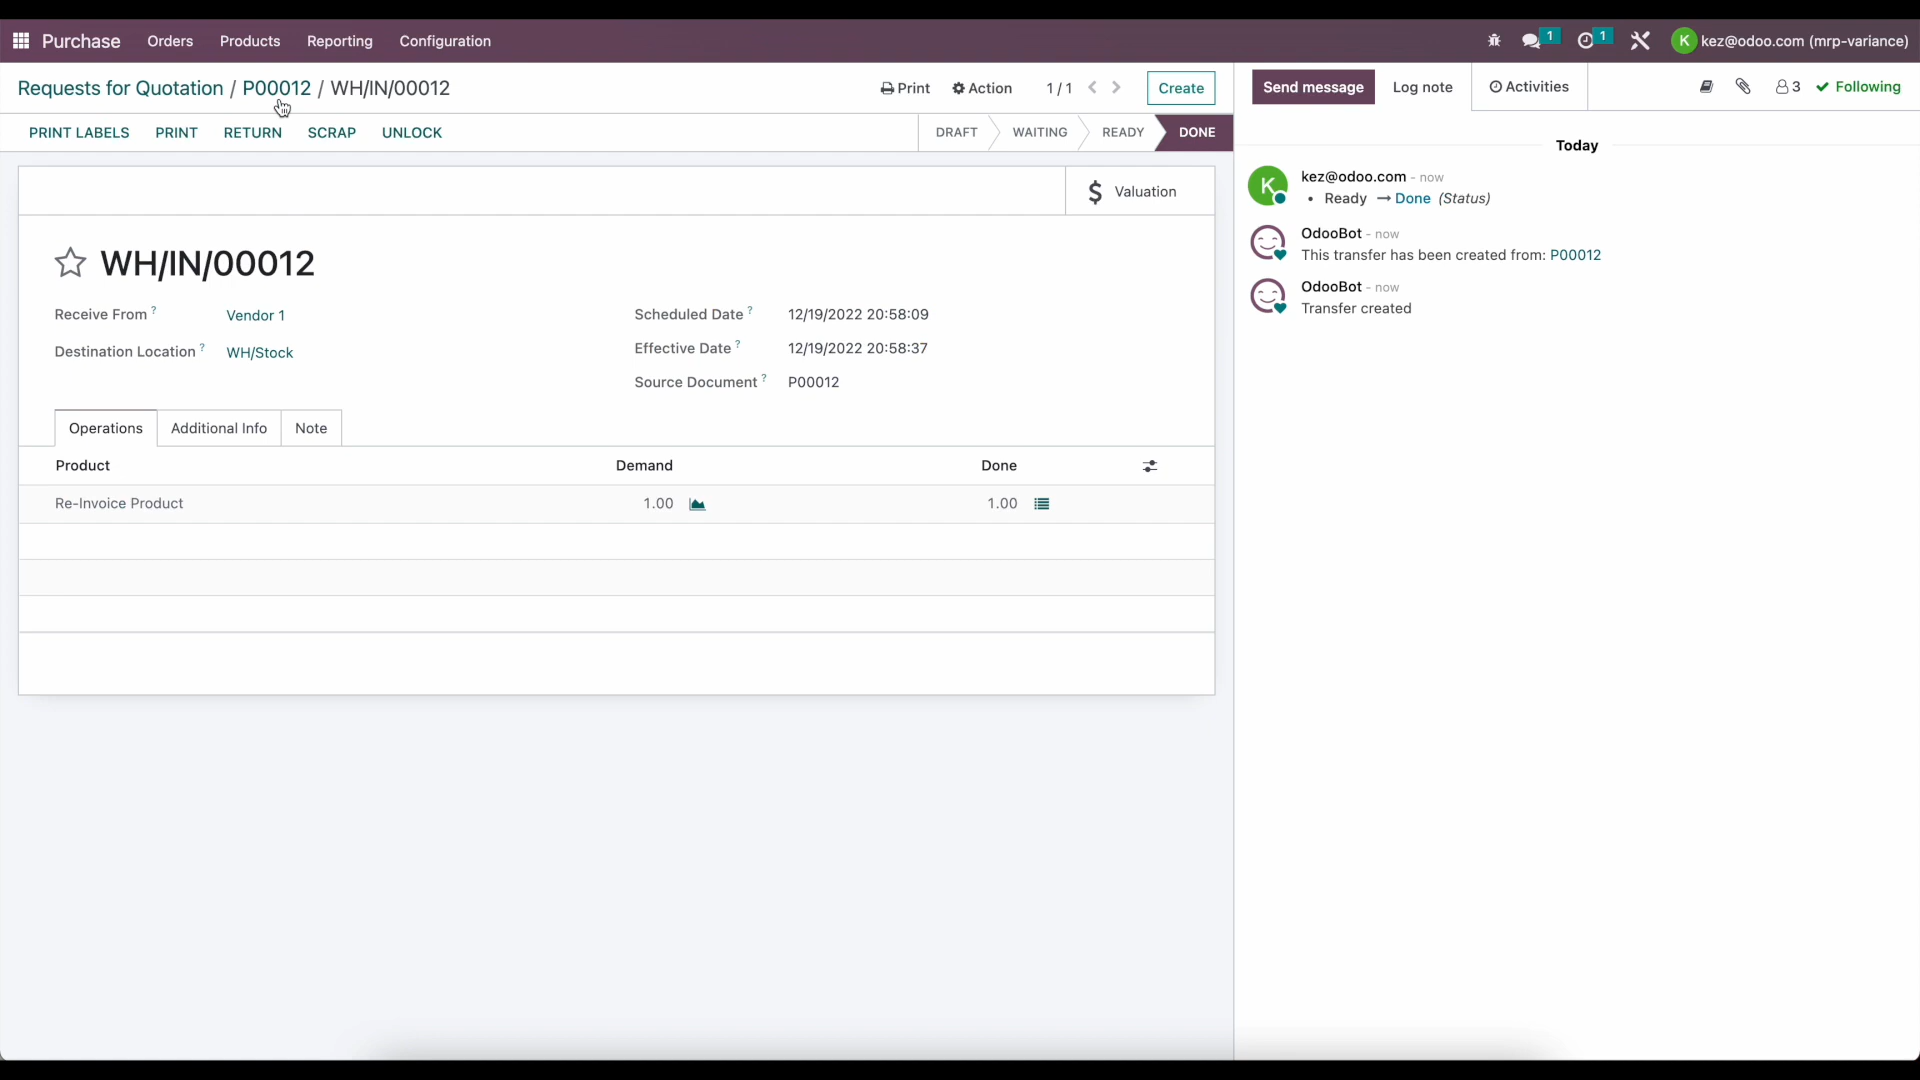 Purchase Orders Products Reporting Configuration 1 1 K kez@odoo.com (mrp-variance)
Requests for Quotation / P00012 / WH/IN/00012 Print Action 1 / 1 Create Send message Log note Activities 3 Following
PRINT LABELS PRINT RETURN SCRAP UNLOCK DRAFT WAITING READY DONE
Today
$ Valuation
K kez@odoo.com - now
• Ready → Done (Status)
OdooBot - now
This transfer has been created from: P00012
OdooBot - now
Transfer created
WH/IN/00012
Receive From ? Vendor 1
Destination Location ? WH/Stock
Scheduled Date ? 12/19/2022 20:58:09
Effective Date ? 12/19/2022 20:58:37
Source Document ? P00012
Operations Additional Info Note
Product Demand Done
Re-Invoice Product 1.00 1.00